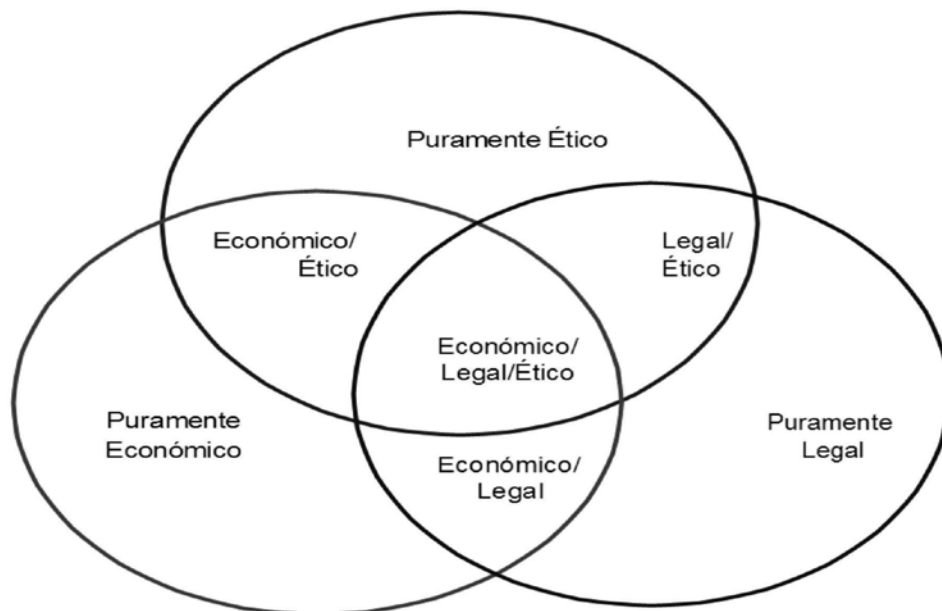 Puramente Ético
Económico/
Ético
Legal/
Ético
Económico/
Legal/Ético
Puramente
Económico
Puramente
Legal
Económico/
Legal